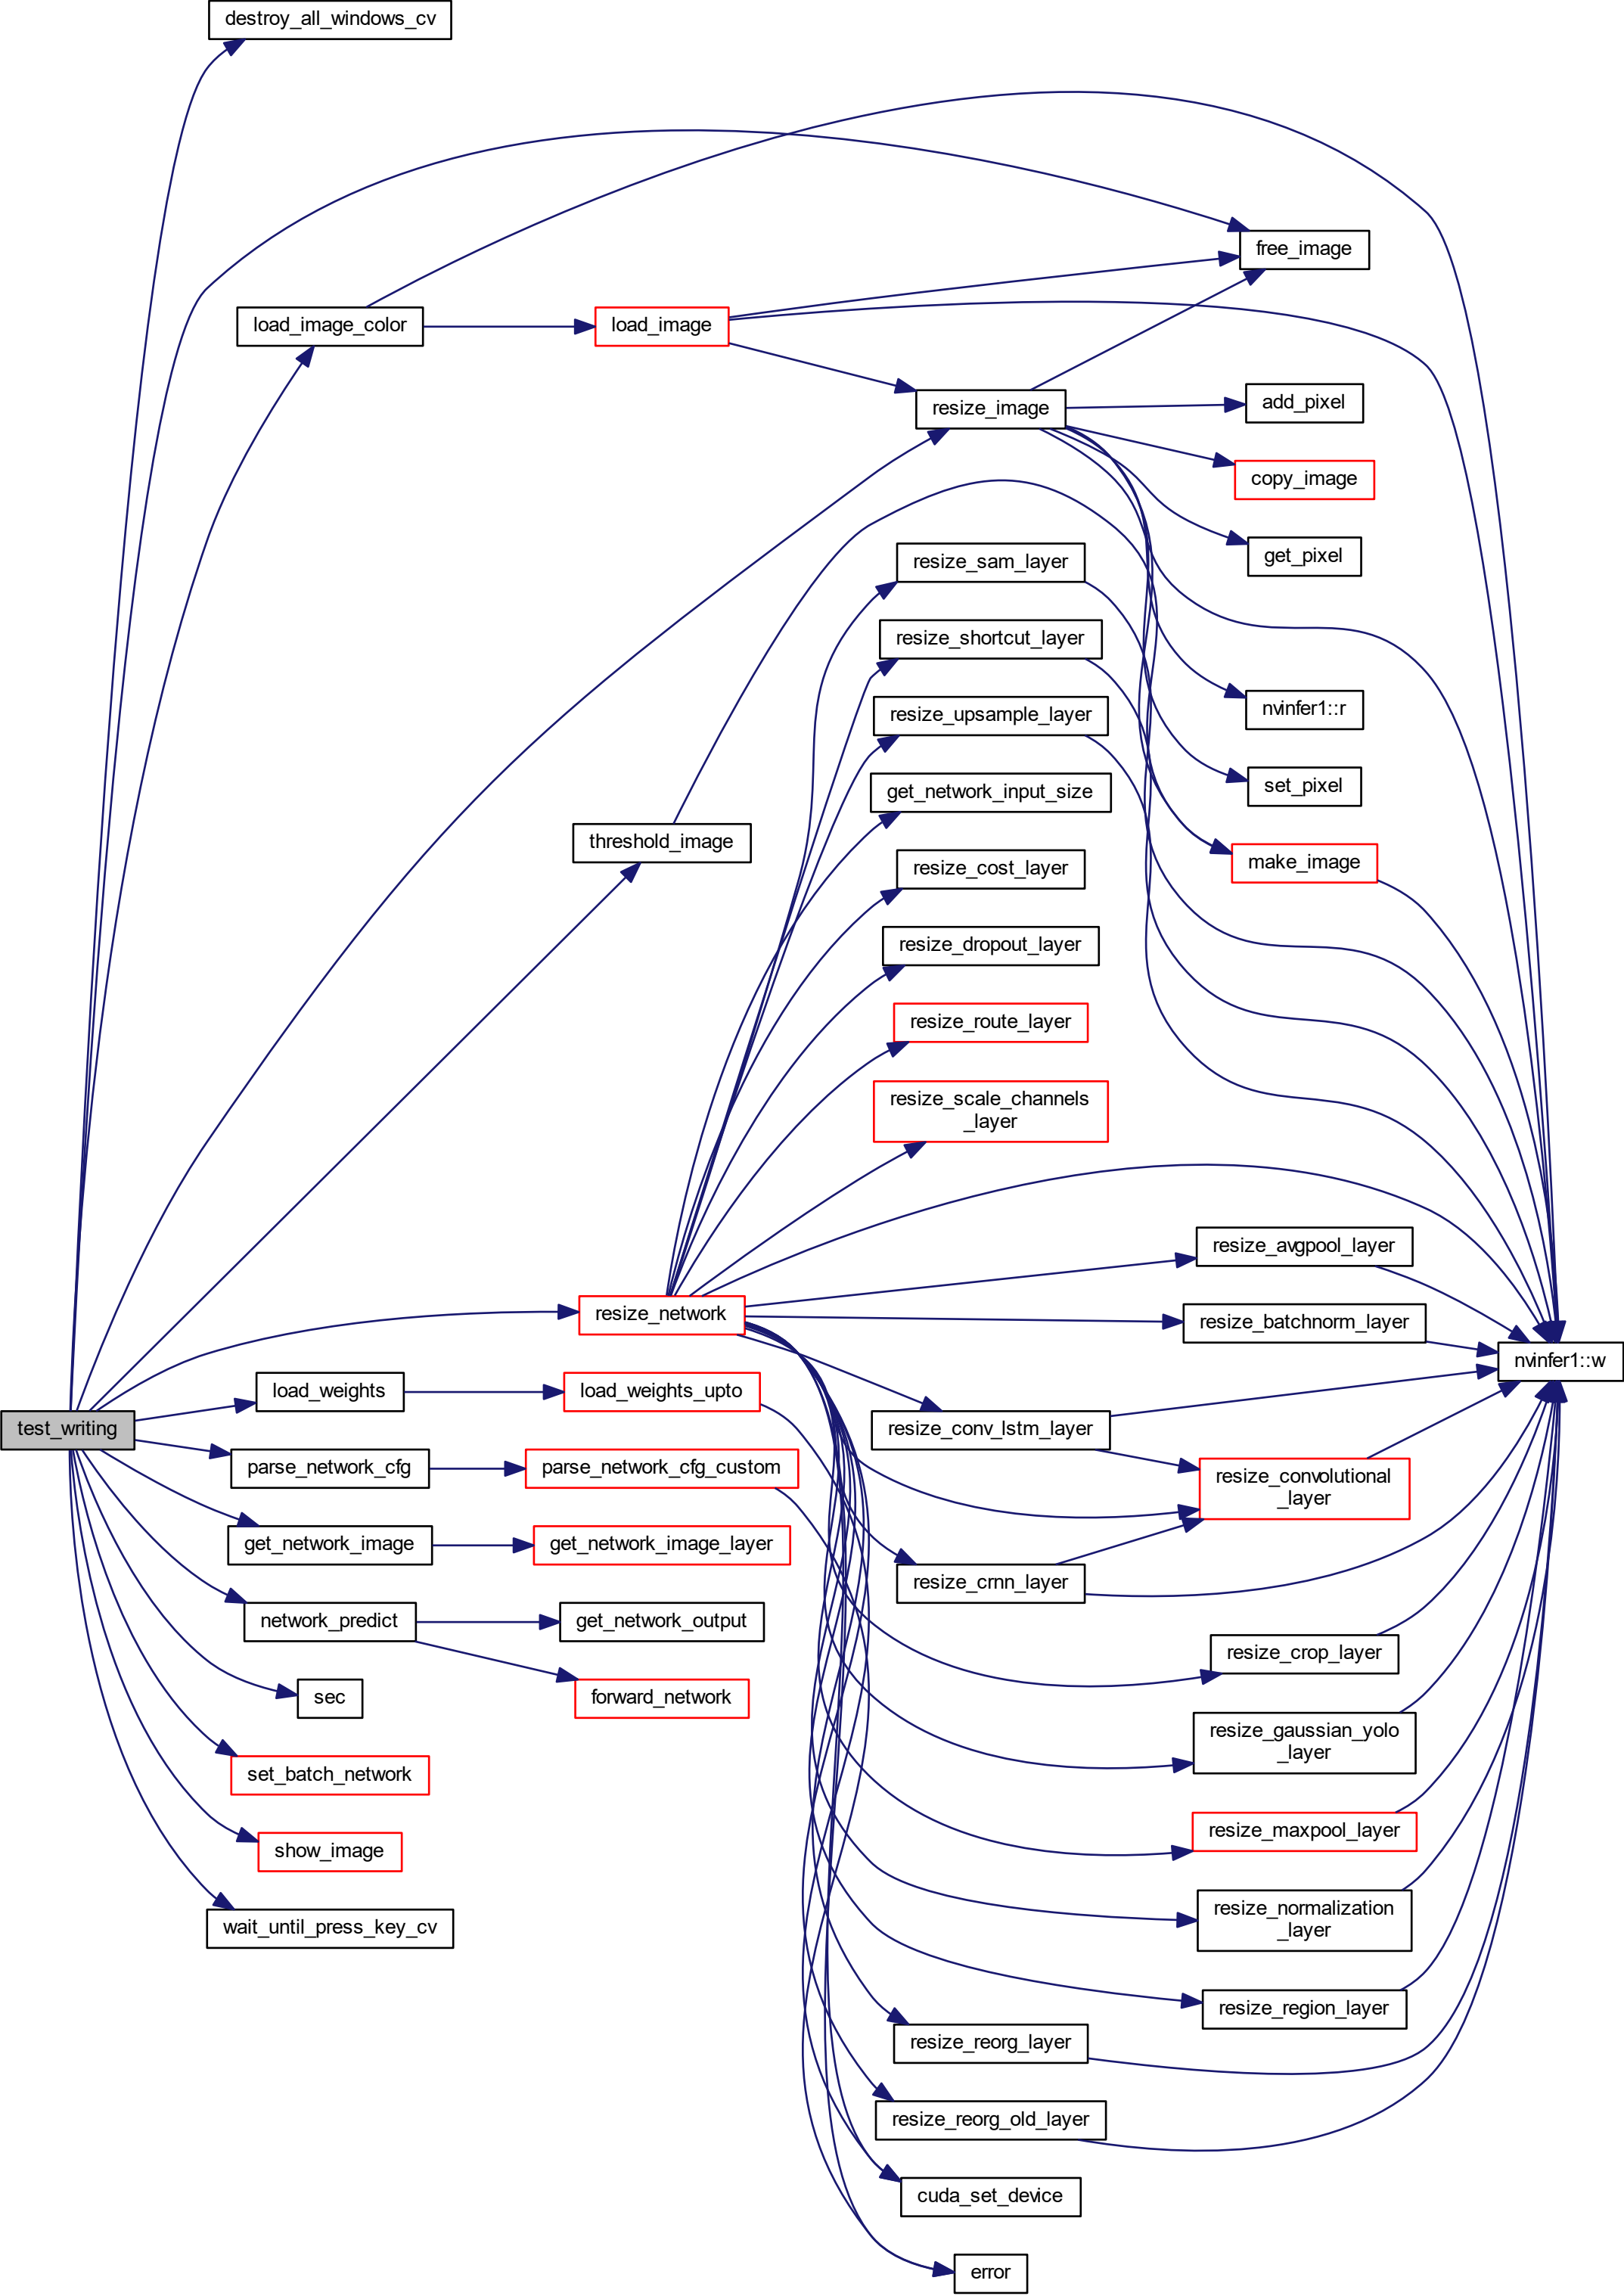 destroy_all_windows_cv
free_image
load_image_color
load_image
resize_image
add_pixel
copy_image
get_pixel
resize_sam_layer
resize_shortcut_layer
nvinfer1::r
resize_upsample_layer
set_pixel
get_network_input_size
threshold_image
make_image
resize_cost_layer
resize_dropout_layer
resize_route_layer
resize_scale_channels
_layer
resize_avgpool_layer
resize_network
resize_batchnorm_layer
nvinfer1::w
load_weights
load_weights_upto
test_writing
resize_conv_lstm_layer
parse_network_cfg
parse_network_cfg_custom
resize_convolutional
_layer
get_network_image
get_network_image_layer
resize_crnn_layer
network_predict
get_network_output
resize_crop_layer
sec
forward_network
resize_gaussian_yolo
_layer
set_batch_network
resize_maxpool_layer
show_image
resize_normalization
_layer
wait_until_press_key_cv
resize_region_layer
resize_reorg_layer
resize_reorg_old_layer
cuda_set_device
error